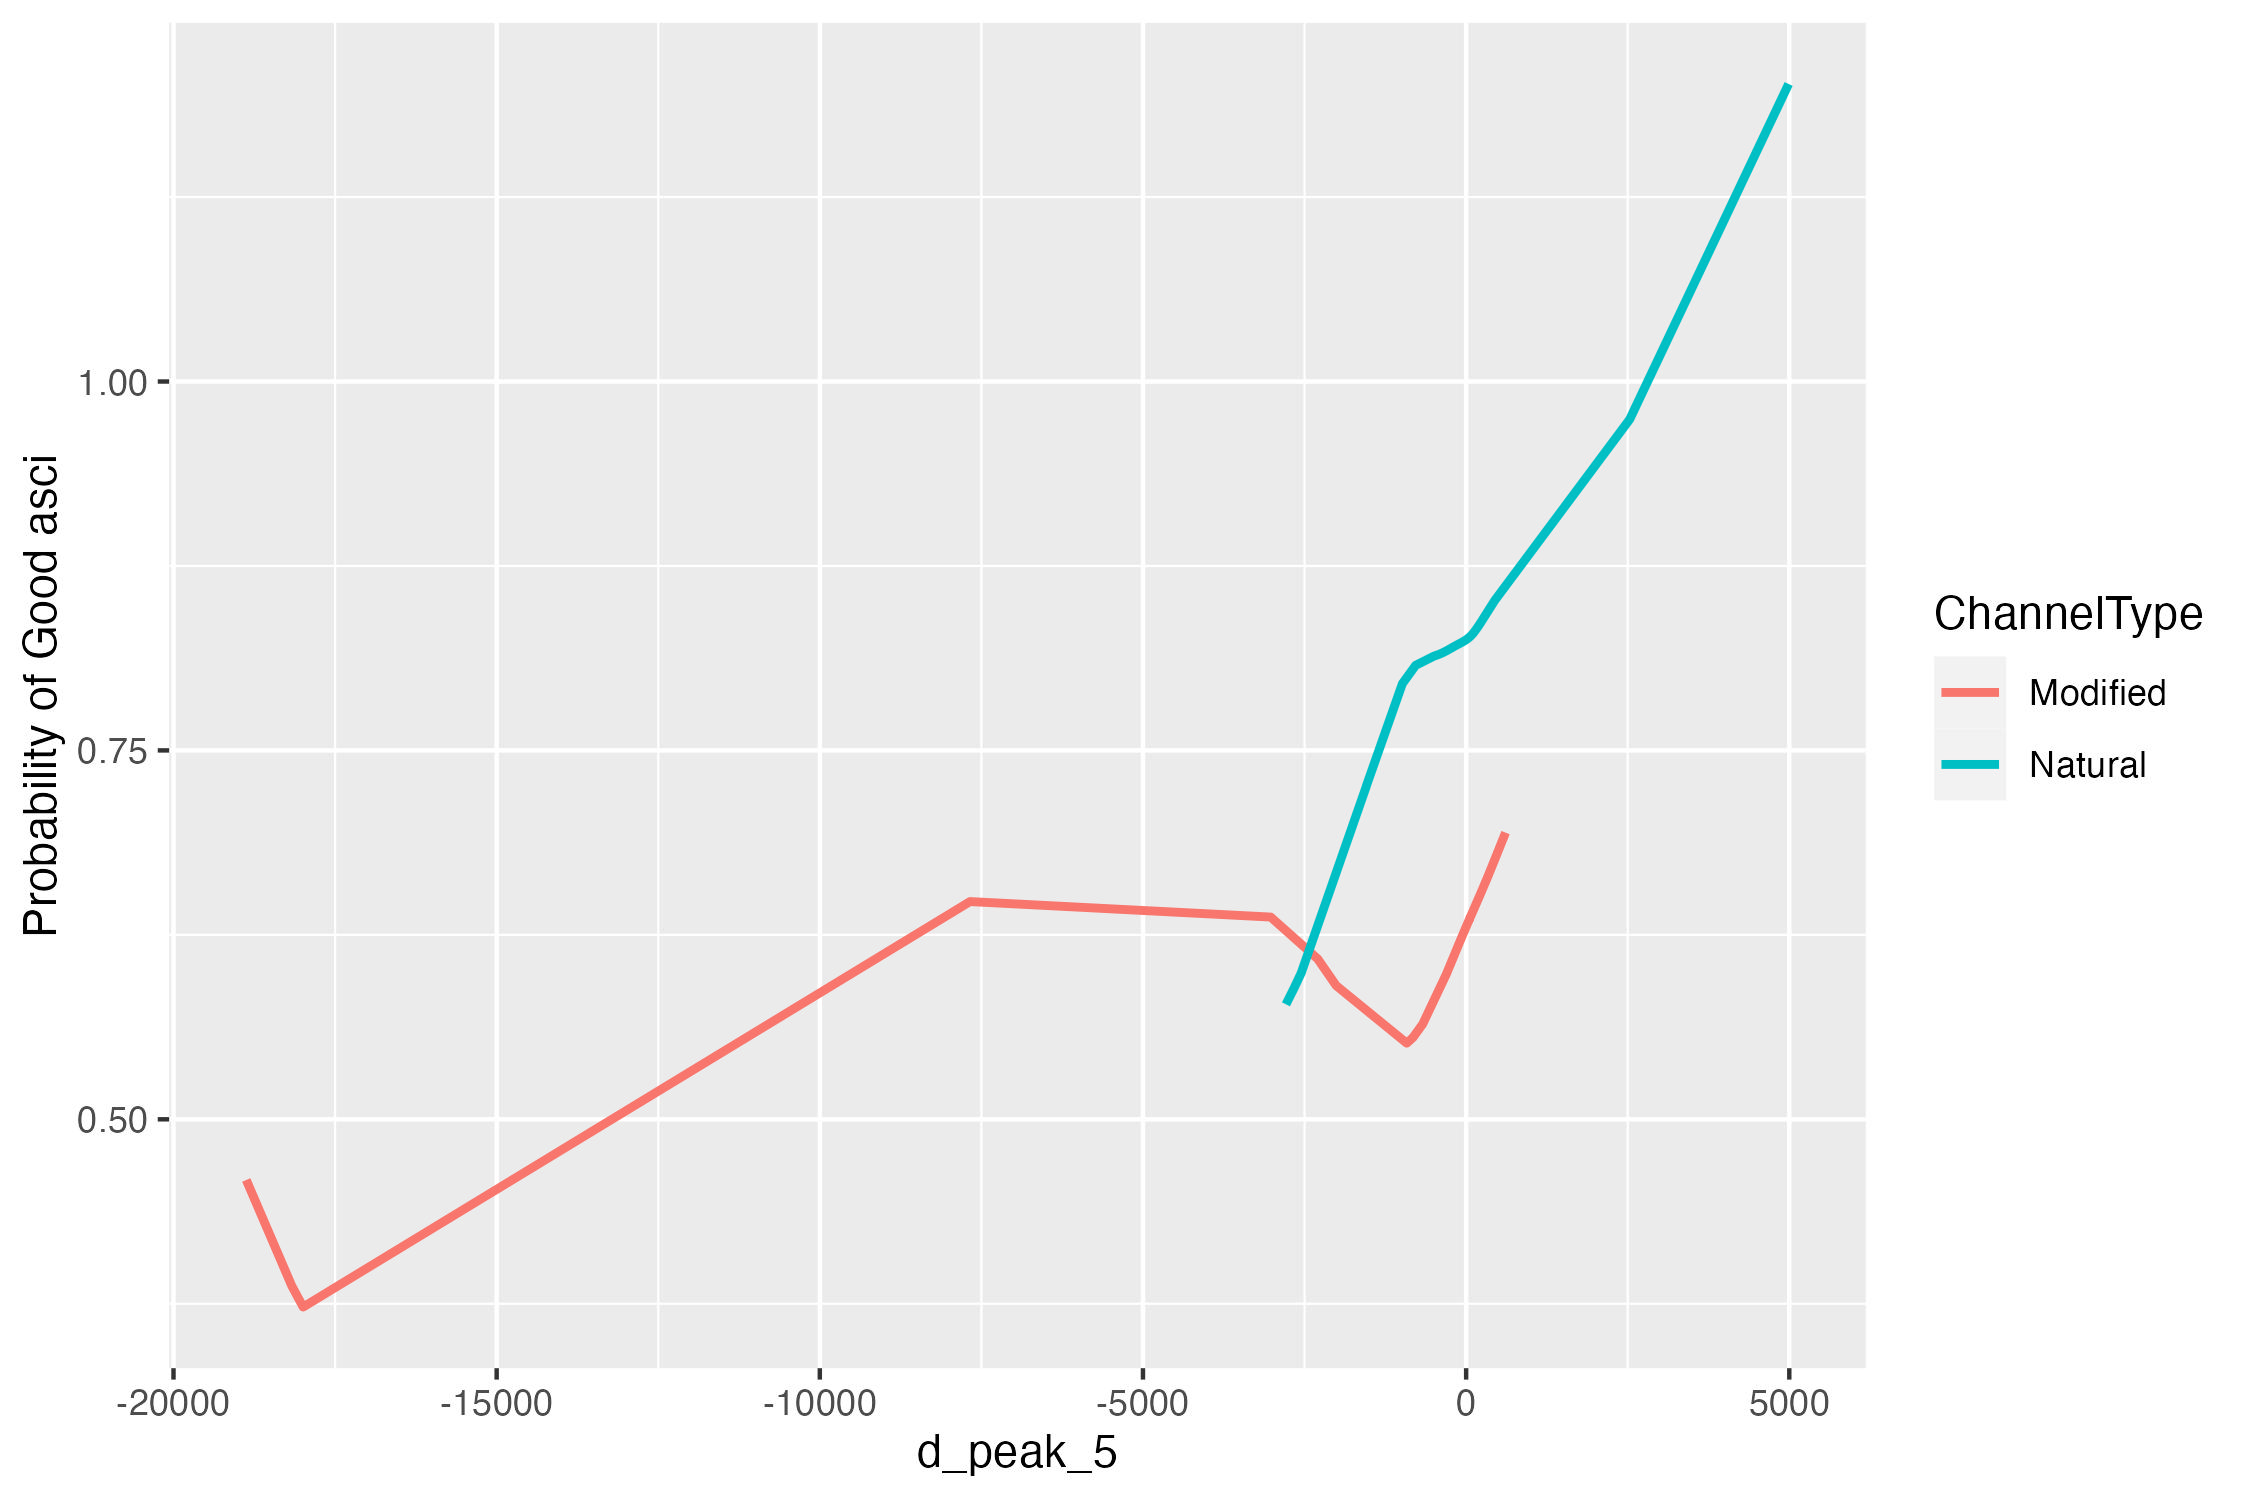 Probability of Good asci
1.00
0.75
0.50
-20000
-15000
-10000
-5000
0
5000
d_peak_5
ChannelType
Modified
Natural